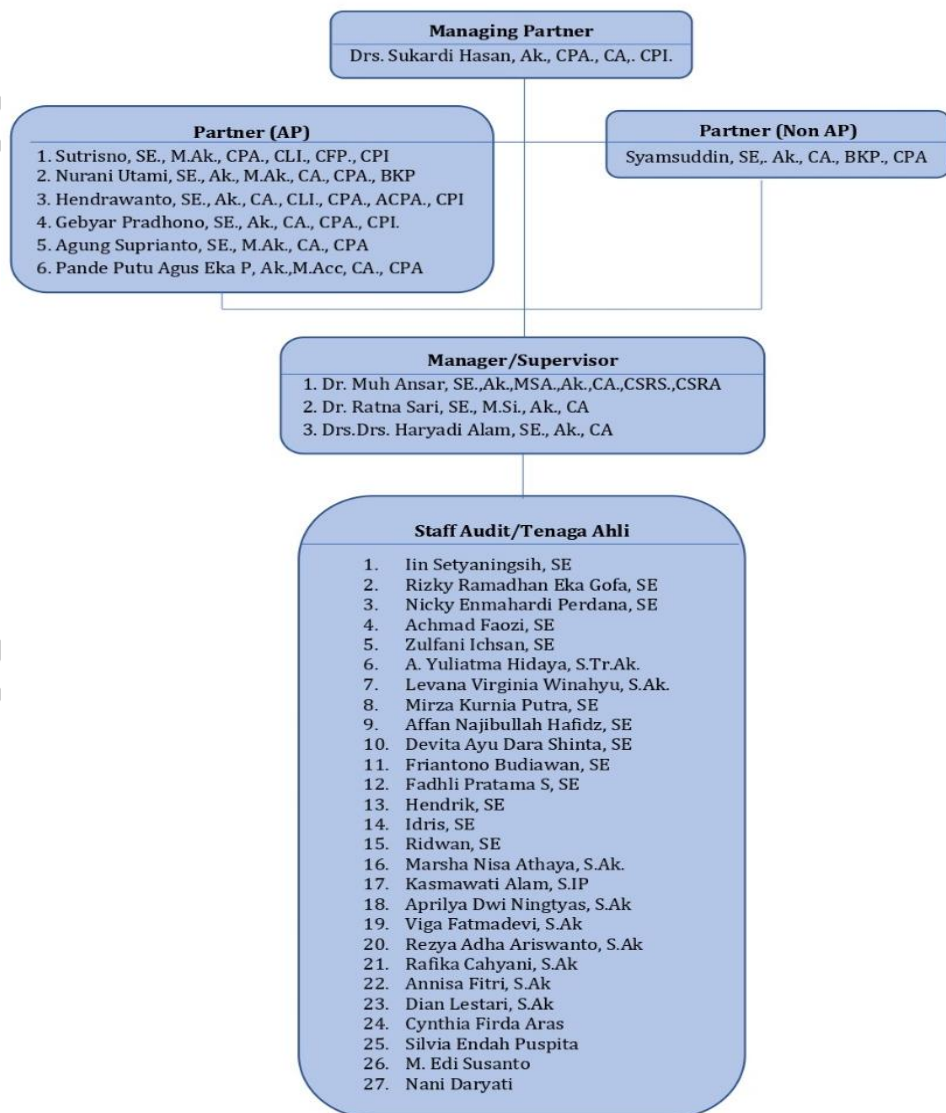 Managing Partner
Drs. Sukardi Hasan, Ak., CPA., CA,. CPI.
Partner (AP)
1. Sutrisno, SE., M.Ak., CPA., CLI., CFP., CPI
2. Nurani Utami, SE., Ak., M.Ak., CA., CPA., BKP
3. Hendrawanto, SE., Ak., CA., CLI., CPA., ACPA., CPI
4. Gebyar Pradhono, SE., Ak., CA., CPA., CPI.
5. Agung Suprianto, SE., M.Ak., CA., CPA
6. Pande Putu Agus Eka P, Ak.,M.Acc, CA., CPA
Partner (Non AP)
Syamsuddin, SE,. Ak., CA., BKP., CPA
Manager/Supervisor
1. Dr. Muh Ansar, SE.,Ak.,MSA.,Ak.,CA.,CSRS.,CSRA
2. Dr. Ratna Sari, SE., M.Si., Ak., CA
3. Drs.Drs. Haryadi Alam, SE., Ak., CA
Staff Audit/Tenaga Ahli
1. Iin Setyaningsih, SE
2. Rizky Ramadhan Eka Gofa, SE
3. Nicky Enmahardi Perdana, SE
4. Achmad Faozi, SE
5. Zulfani Ichsan, SE
6. A. Yuliatma Hidaya, S.Tr.Ak.
7. Levana Virginia Winahyu, S.Ak.
8. Mirza Kurnia Putra, SE
9. Affan Najibullah Hafidz, SE
10. Devita Ayu Dara Shinta, SE
11. Friantono Budiawan, SE
12. Fadhli Pratama S, SE
13. Hendrik, SE
14. Idris, SE
15. Ridwan, SE
16. Marsha Nisa Athaya, S.Ak.
17. Kasmawati Alam, S.IP
18. Aprilya Dwi Ningtyas, S.Ak
19. Viga Fatmadevi, S.Ak
20. Rezya Adha Ariswanto, S.Ak
21. Rafika Cahyani, S.Ak
22. Annisa Fitri, S.Ak
23. Dian Lestari, S.Ak
24. Cynthia Firda Aras
25. Silvia Endah Puspita
26. M. Edi Susanto
27. Nani Daryati